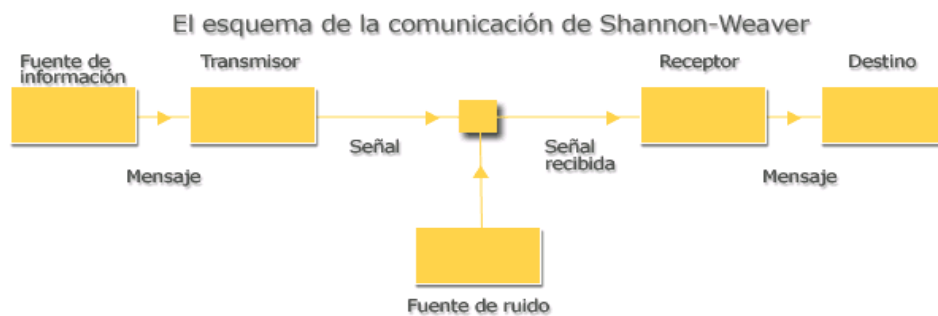 El esquema de la comunicación de Shannon-Weaver
Fuente de
información
Transmisor
Receptor
Destino
Señal
Señal
recibida
Mensaje
Mensaje
Fuente de ruido